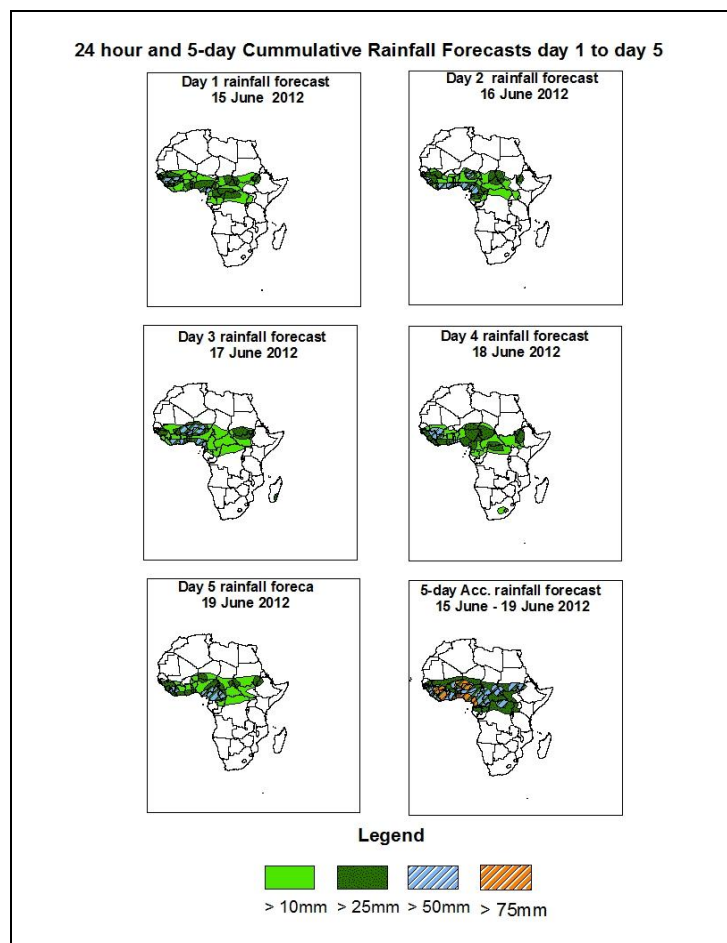 24 hour and 5-day Cummulative Rainfall Forecasts day 1 to day 5
Day 1 rainfall forecast
15 June 2012
Day 2 rainfall forecast
16 June 2012
Day 3 rainfall forecast
17 June 2012
Day 4 rainfall forecast
18 June 2012
Day 5 rainfall foreca
19 June 2012
5-day Acc. rainfall forecast
15 June - 19 June 2012
Legend
> 10mm > 25mm > 50mm > 75mm